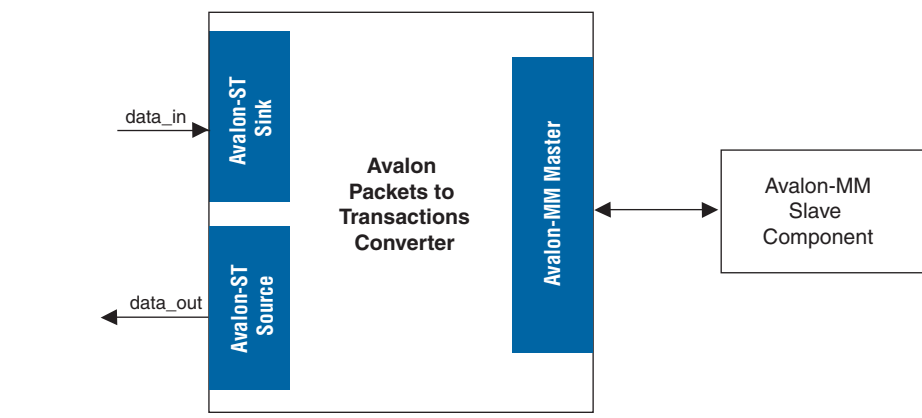 data_in
Avalon-ST
Sink
data_out
Avalon-ST
Source
Avalon
Packets to
Transactions
Converter
Avalon-MM Master
Avalon-MM
Slave
Component